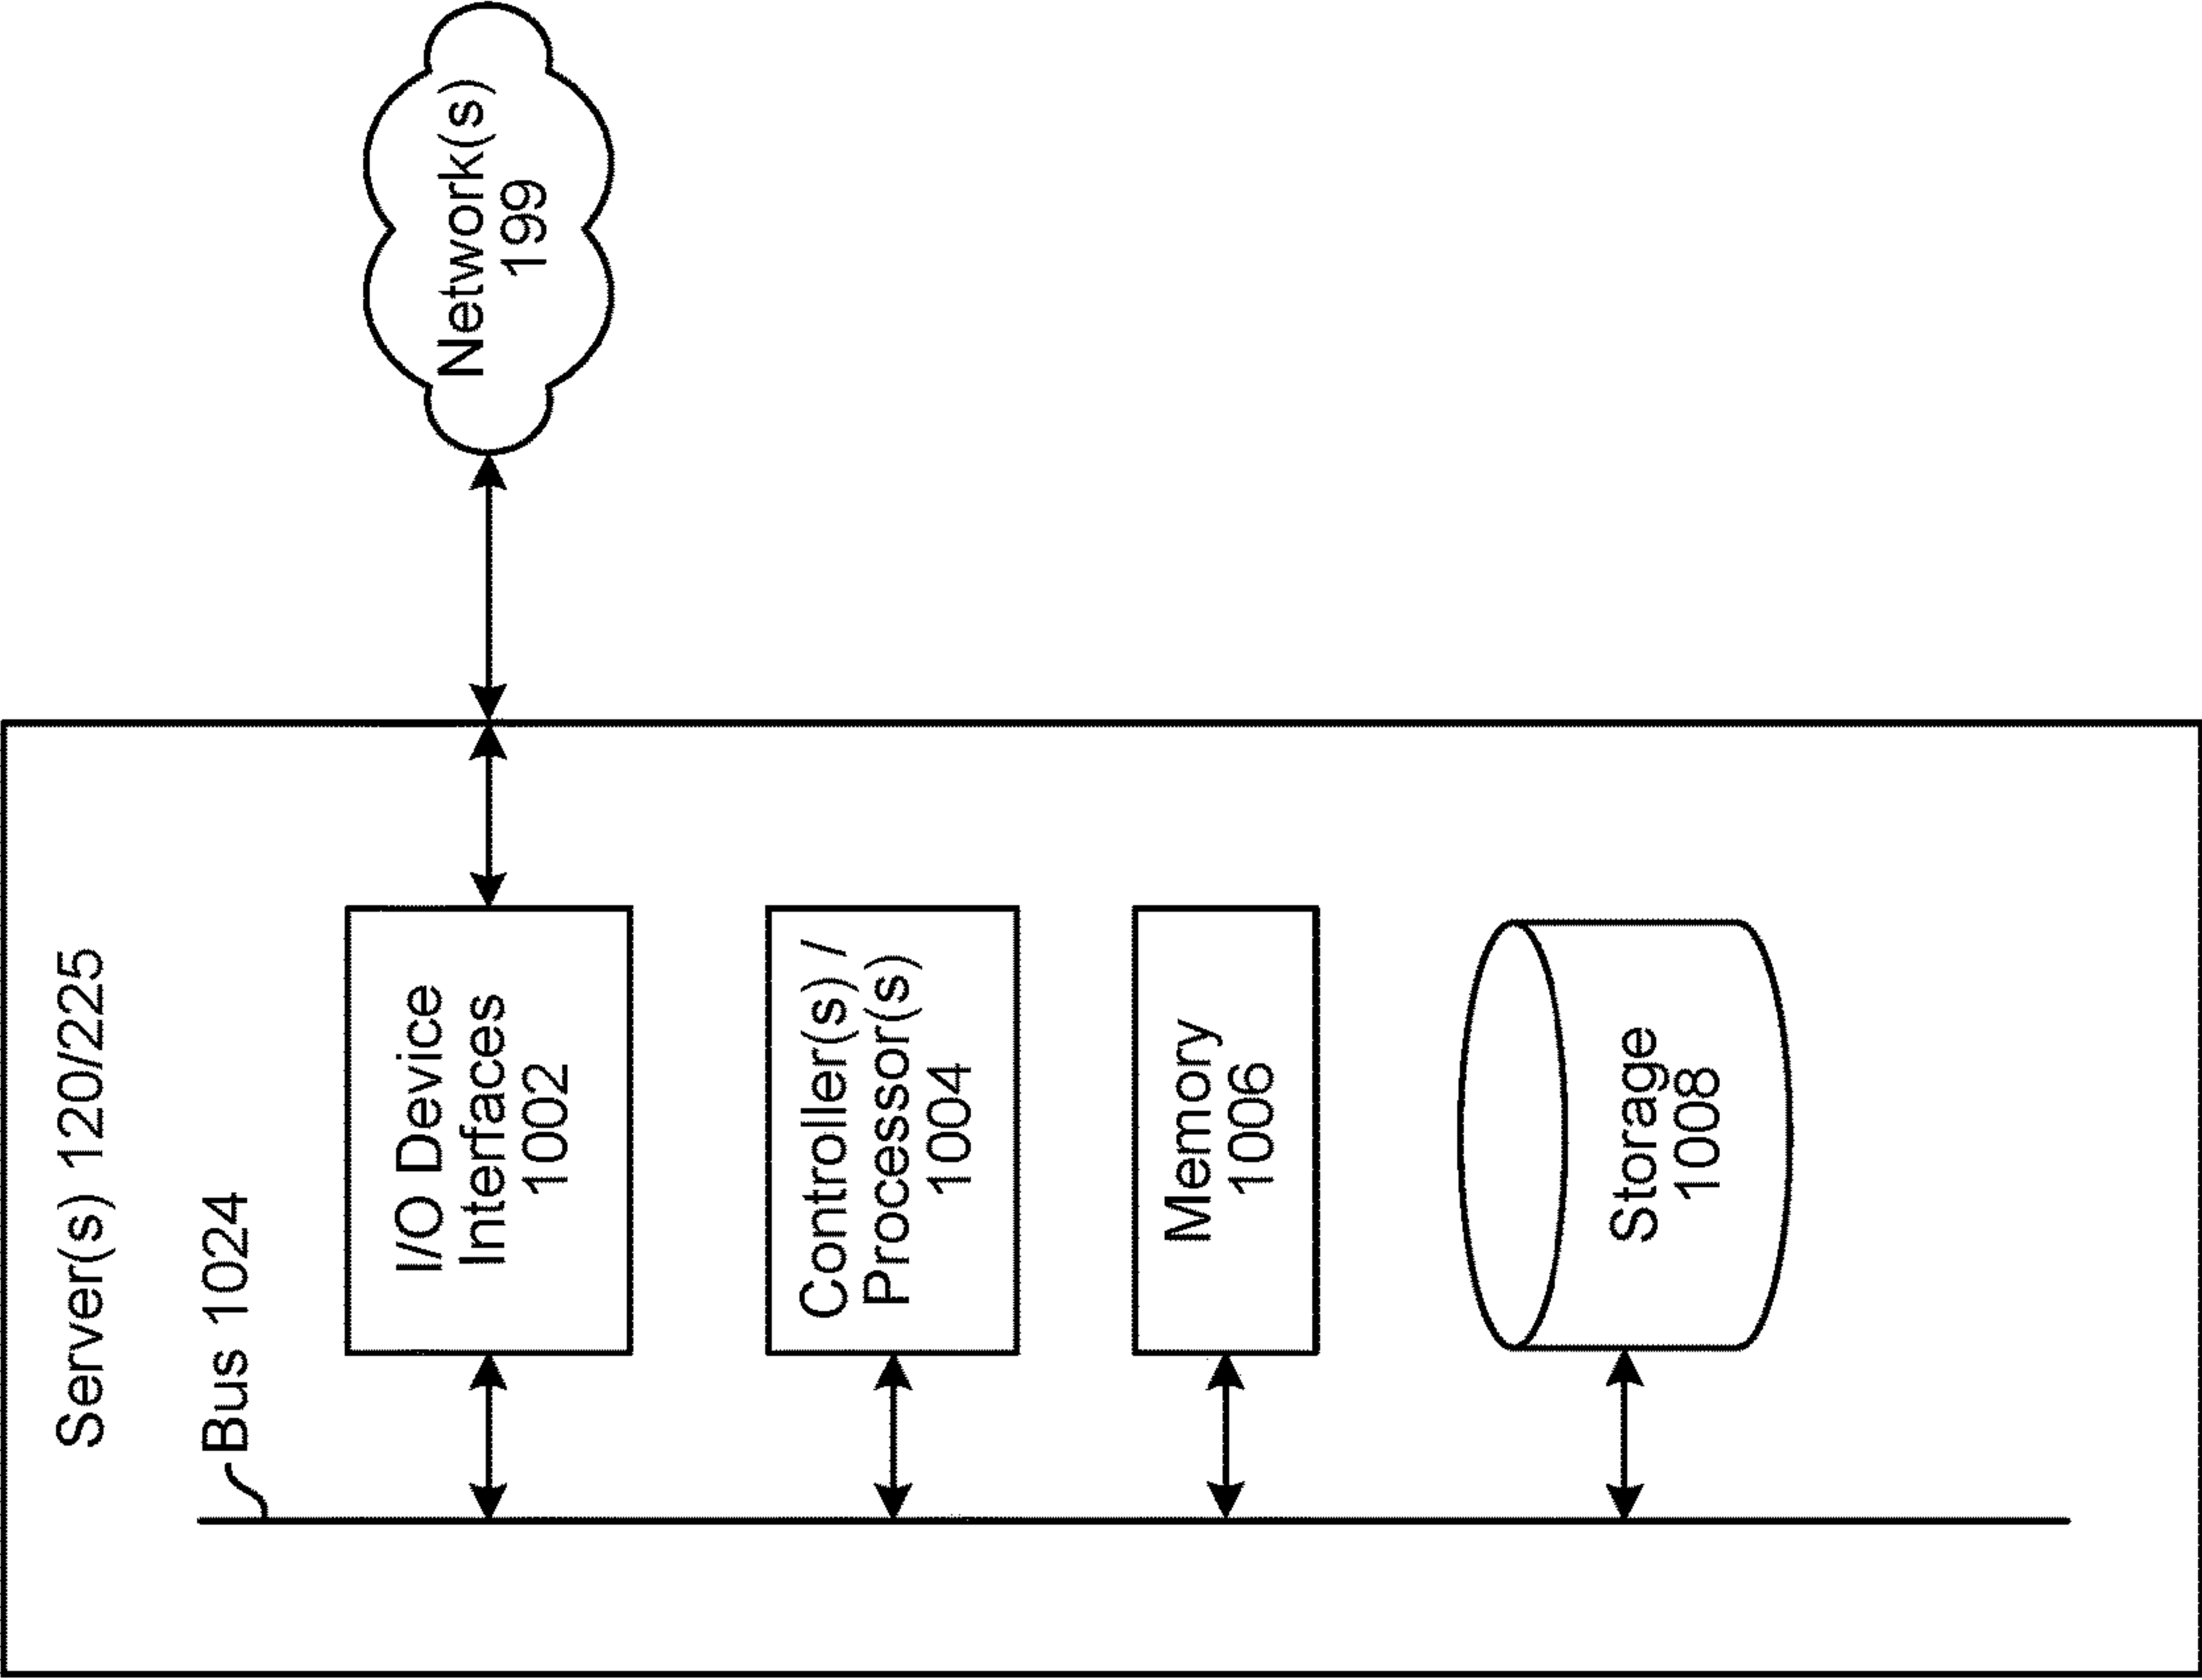 Server(s) 120/225
Bus 1024
I/O Device
Interfaces
1002
Network(s)
199
Controller(s) /
Processor(s)
1004
Memory
1006
Storage
1008